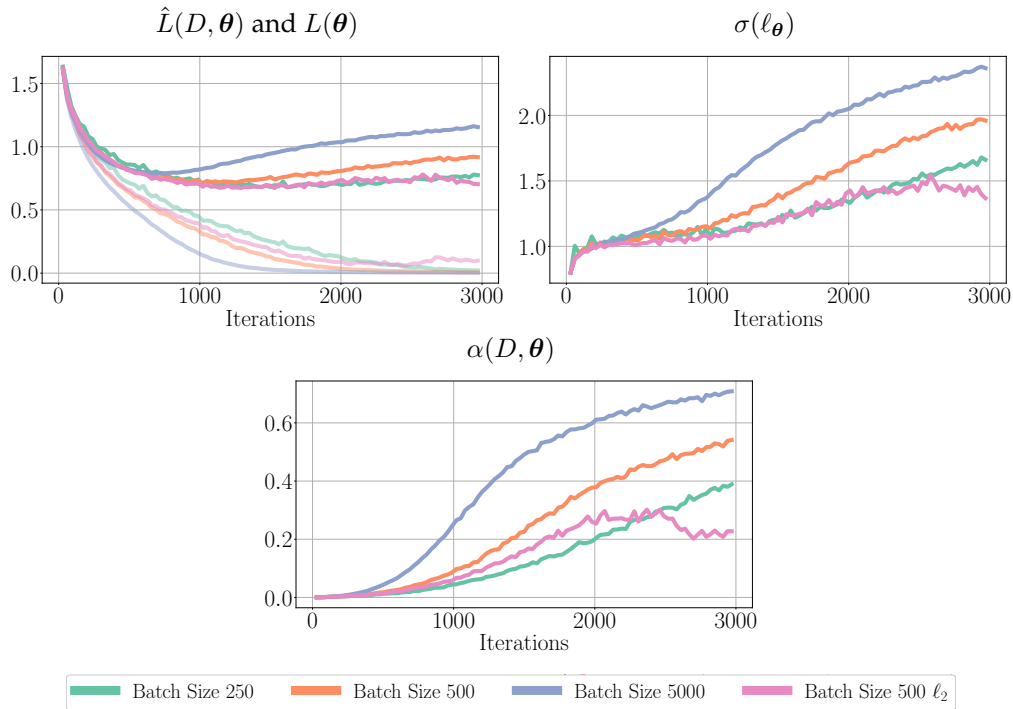 L̂(D, θ) and L(θ)
σ(ℓ_θ)
1.5
1.0
0.5
0.0
0 1000 2000 3000
Iterations
2.0
1.5
1.0
0 1000 2000 3000
Iterations
α(D, θ)
0.6
0.4
0.2
0.0
0 1000 2000 3000
Iterations
Batch Size 250 Batch Size 500 Batch Size 5000 Batch Size 500 ℓ₂